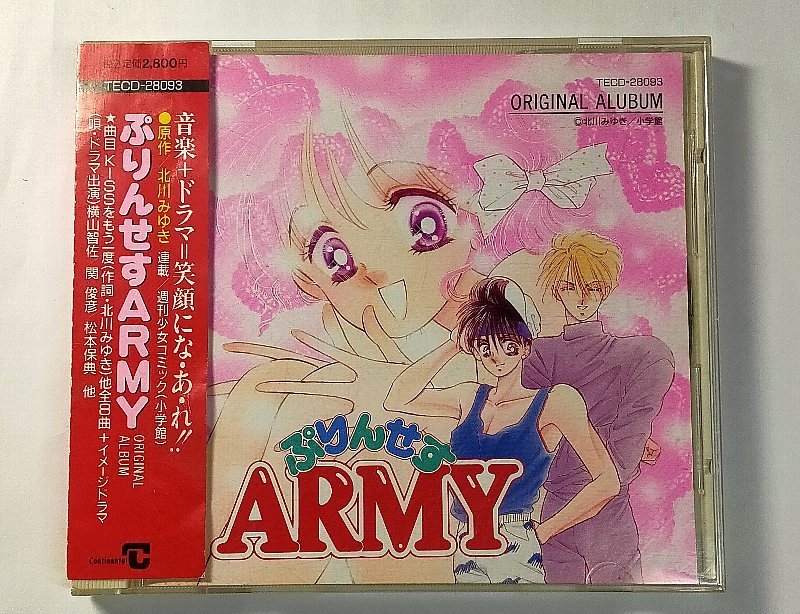 税込定価2,800円
TECD-28093
音楽+ドラマ=笑顔にな・あ・れ!!
●原作/北川みゆき 連載/週刊少女コミック(小学館)
ぷりんせすARMY
ORIGINAL
ALBUM
★曲目 KISSをもう一度(作詞・北川みゆき)他全8曲+イメージドラマ
(唄・ドラマ出演)横山智佐 関 俊彦 松本保典 他
Continental
TECD-28093
ORIGINAL ALUBUM
©北川みゆき/小学館
ぷりんせす
ARMY